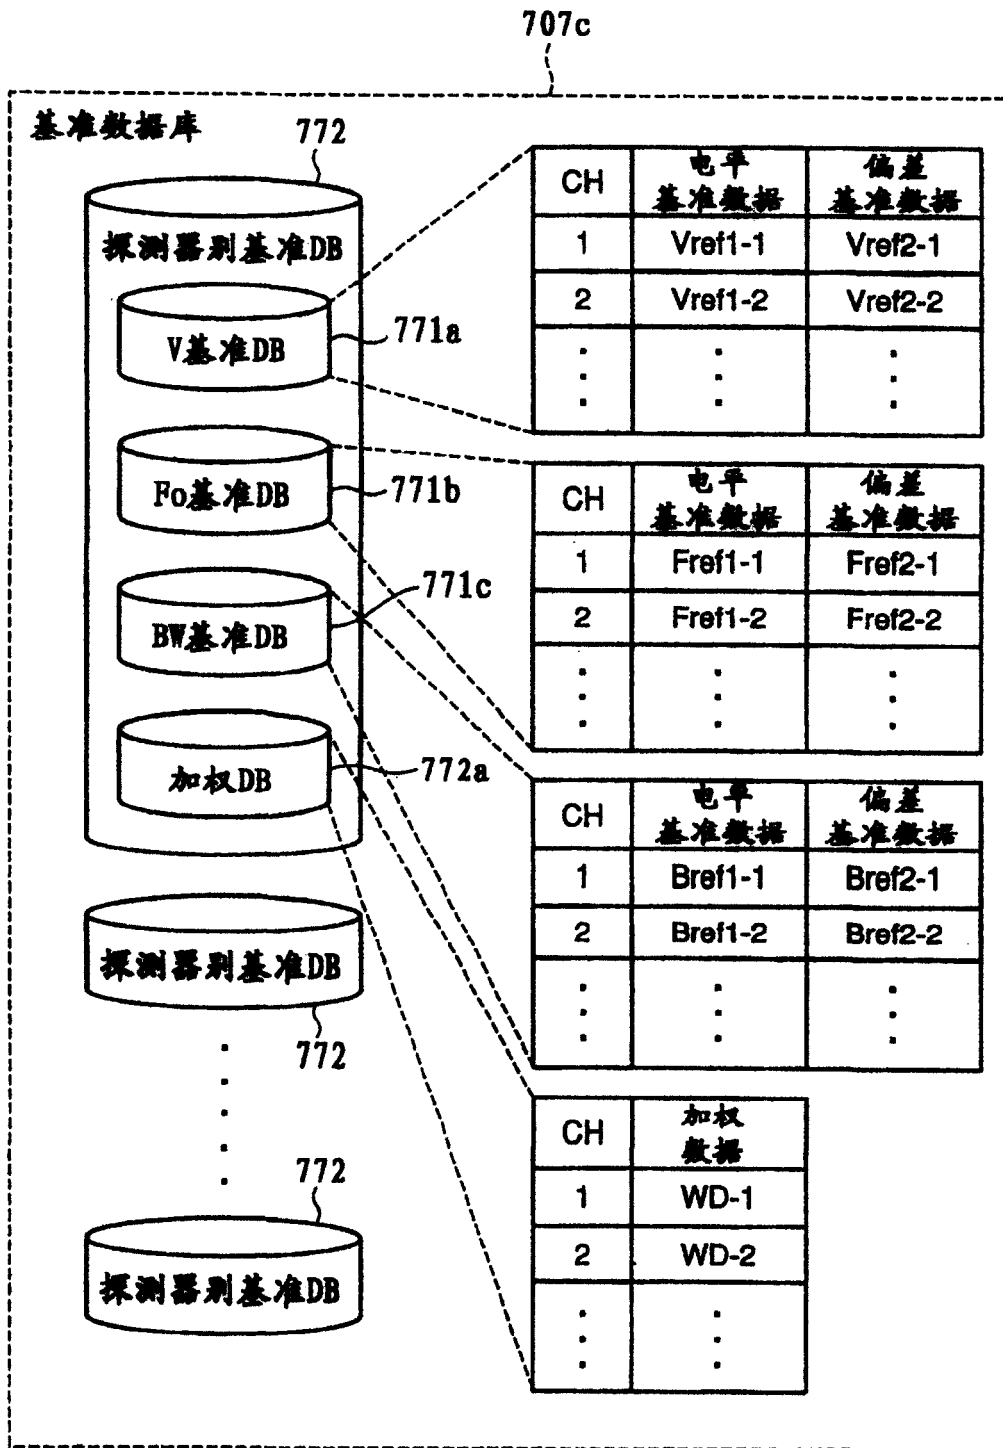 707c
基准数据库
772
探测器别基准DB
V基准DB
771a
Fo基准DB
771b
BW基准DB
771c
加权DB
772a
探测器别基准DB
772
772
探测器别基准DB
CH 电平基准数据 偏差基准数据
1 Vref1-1 Vref2-1
2 Vref1-2 Vref2-2
CH 电平基准数据 偏差基准数据
1 Fref1-1 Fref2-1
2 Fref1-2 Fref2-2
CH 电平基准数据 偏差基准数据
1 Bref1-1 Bref2-1
2 Bref1-2 Bref2-2
CH 加权数据
1 WD-1
2 WD-2